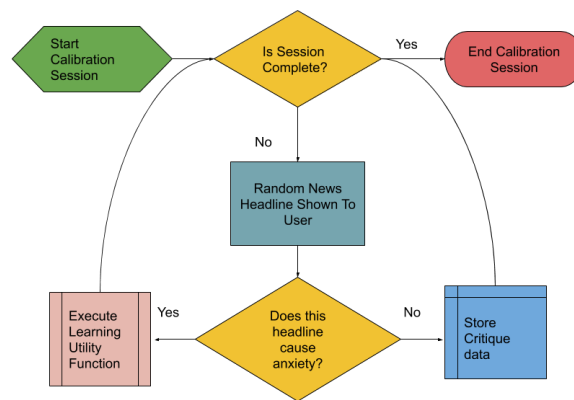 Start
Calibration
Session
Is Session
Complete?
Yes
End Calibration
Session
No
Random News
Headline Shown To
User
Execute
Learning
Utility
Function
Yes
Does this
headline
cause
anxiety?
No
Store
Critique
data